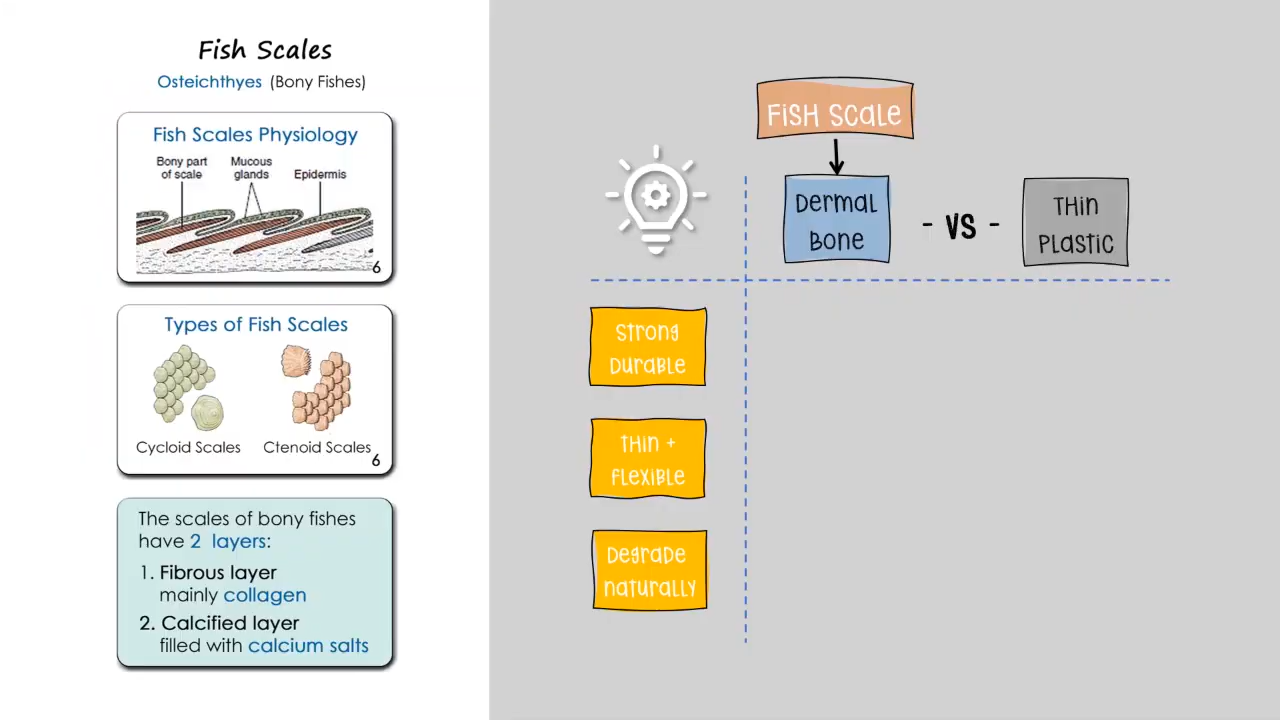 Fish Scales
Osteichthyes (Bony Fishes)
Fish Scales Physiology
Bony part
of scale
Mucous
glands
Epidermis
6
Types of Fish Scales
Cycloid Scales
Ctenoid Scales
6
The scales of bony fishes
have 2 layers:
1. Fibrous layer
mainly collagen
2. Calcified layer
filled with calcium salts
Fish Scale
Dermal
Bone
- VS -
Thin
Plastic
Strong
Durable
Thin +
Flexible
Degrade
Naturally